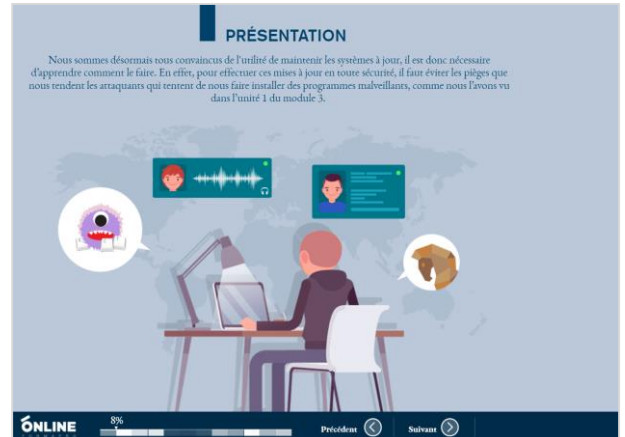 PRÉSENTATION
Nous sommes désormais tous convaincus de l'utilité de maintenir les systèmes à jour, il est donc nécessaire
d'apprendre comment le faire. En effet, pour effectuer ces mises à jour en toute sécurité, il faut éviter les pièges que
nous tendent les attaquants qui tentent de nous faire installer des programmes malveillants, comme nous l'avons vu
dans l'unité 1 du module 3.
8%
ONLINE
Précédent
Suivant